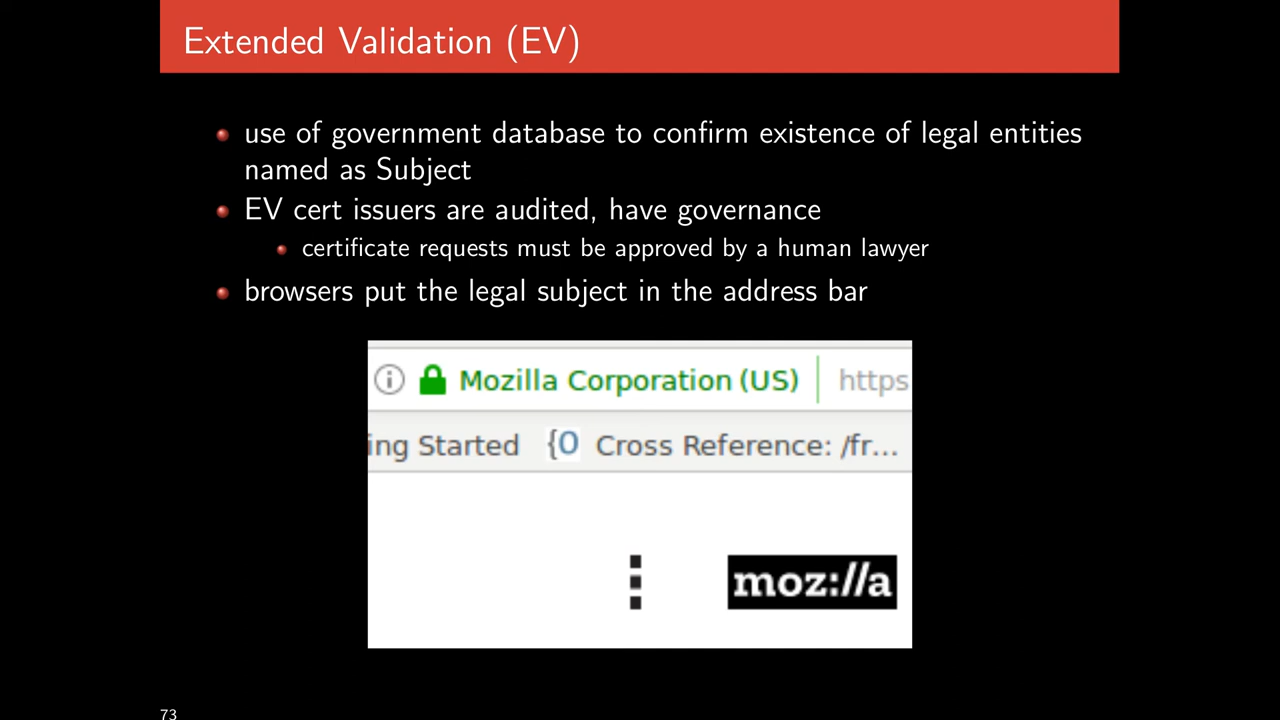 Extended Validation (EV)
use of government database to confirm existence of legal entities
named as Subject
EV cert issuers are audited, have governance
certificate requests must be approved by a human lawyer
browsers put the legal subject in the address bar
Mozilla Corporation (US) https
ing Started {O Cross Reference: /fr...
moz://a
73